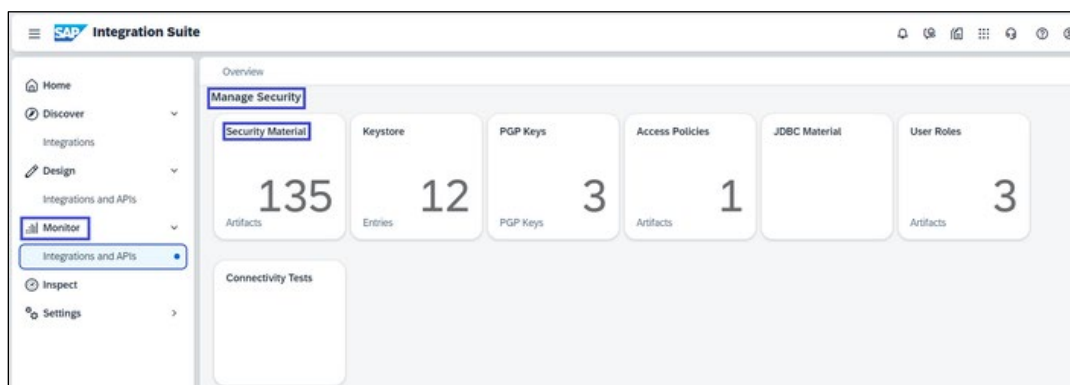 SAP Integration Suite
Home
Discover
Integrations
Design
Integrations and APIs
Monitor
Integrations and APIs
Inspect
Settings
Overview
Manage Security
Security Material
135
Artifacts
Keystore
12
Entries
PGP Keys
3
PGP Keys
Access Policies
1
Artifacts
JDBC Material
User Roles
3
Artifacts
Connectivity Tests